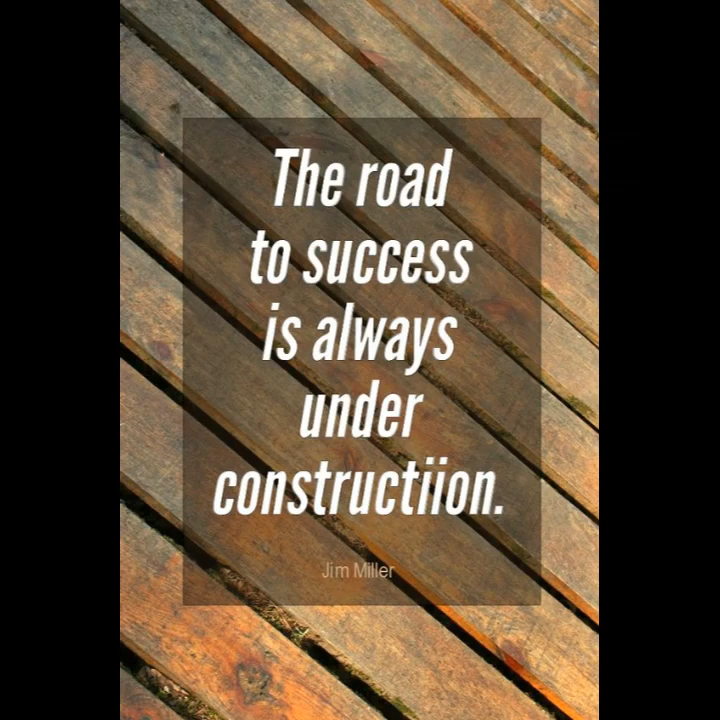 The road
to success
is always
under
constructiion.
Jim Miller